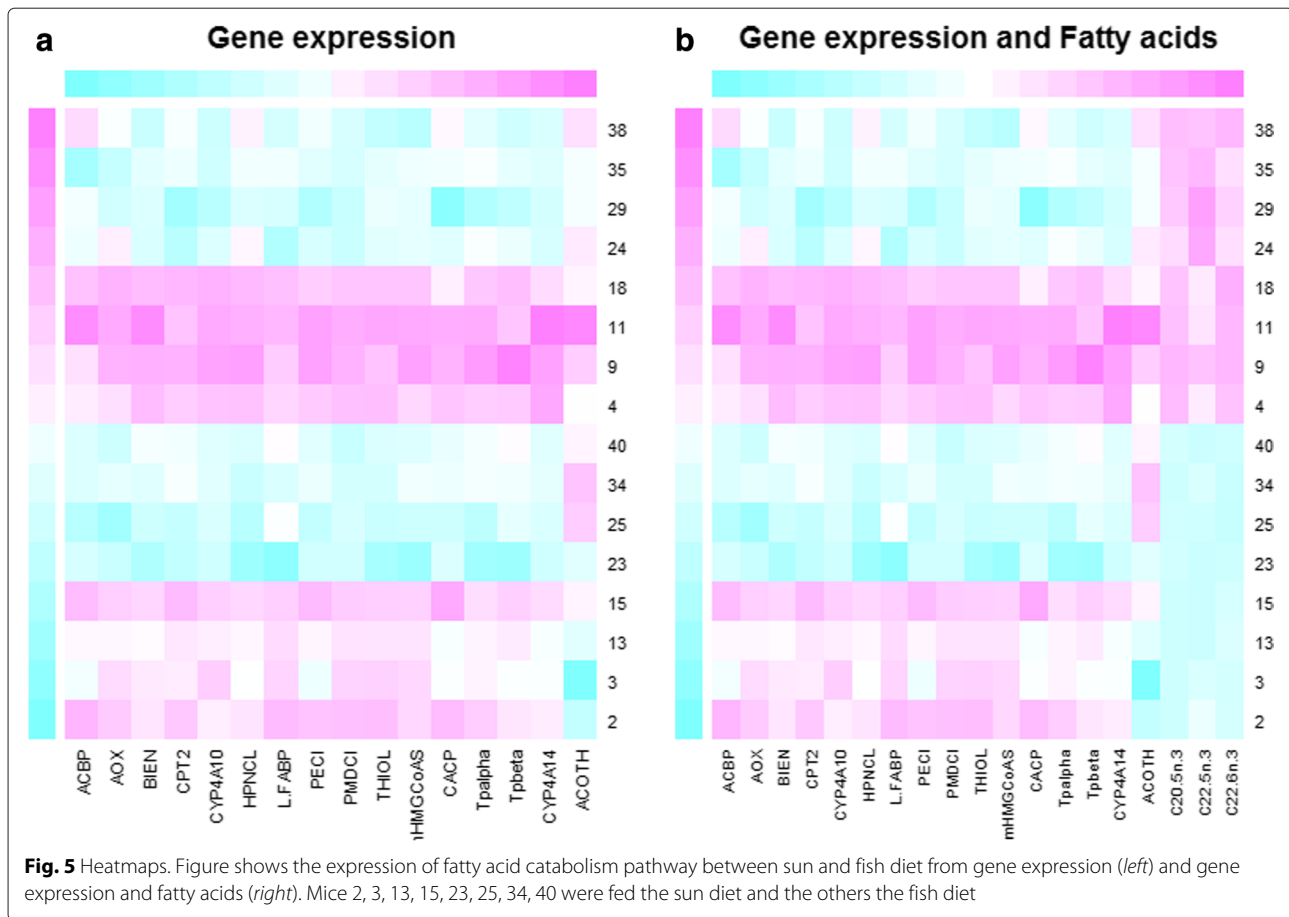 a Gene expression
38
35
29
24
18
11
9
4
40
34
25
23
15
13
3
2
ACBP
AOX
BIEN
CPT2
CYP4A10
HPNCL
L.FABP
PECI
PMDCI
THIOL
HMGCoAS
CACP
Tpalpha
Tpbeta
CYP4A14
ACOTH
b Gene expression and Fatty acids
38
35
29
24
18
11
9
4
40
34
25
23
15
13
3
2
ACBP
AOX
BIEN
CPT2
CYP4A10
HPNCL
L.FABP
PECI
PMDCI
THIOL
mHMGCoAS
CACP
Tpalpha
Tpbeta
CYP4A14
ACOTH
C20.5n.3
C22.5n.3
C22.6n.3
Fig. 5 Heatmaps. Figure shows the expression of fatty acid catabolism pathway between sun and fish diet from gene expression (left) and gene
expression and fatty acids (right). Mice 2, 3, 13, 15, 23, 25, 34, 40 were fed the sun diet and the others the fish diet